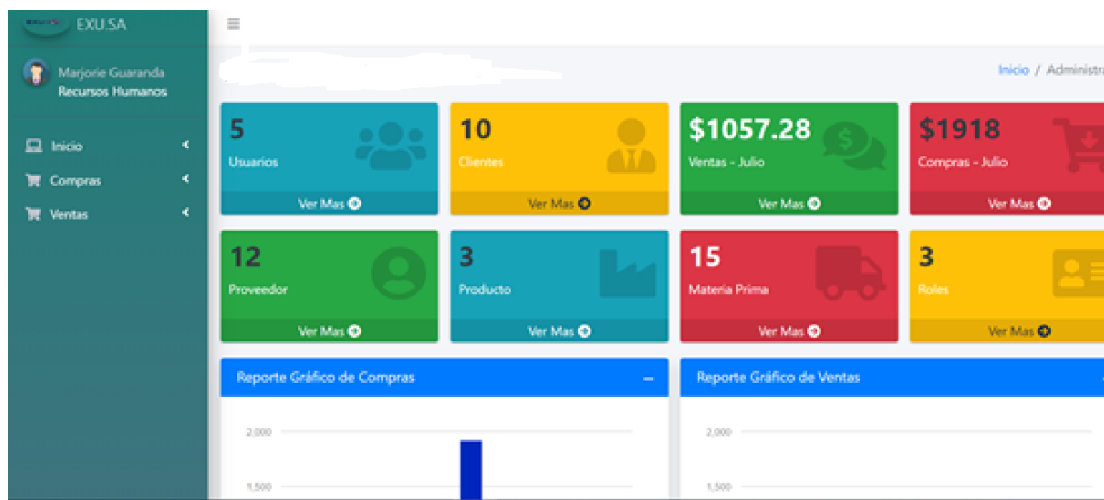 EXU.SA
Marjorie Guaranda
Recursos Humanos
Inicio
Compras
Ventas
Inicio / Administra
5
Usuarios
Ver Mas
10
Clientes
Ver Mas
$1057.28
Ventas - Julio
Ver Mas
$1918
Compras - Julio
Ver Mas
12
Proveedor
Ver Mas
3
Producto
Ver Mas
15
Materia Prima
Ver Mas
3
Roles
Ver Mas
Reporte Gráfico de Compras
2,000
1,500
Reporte Gráfico de Ventas
2,000
1,500